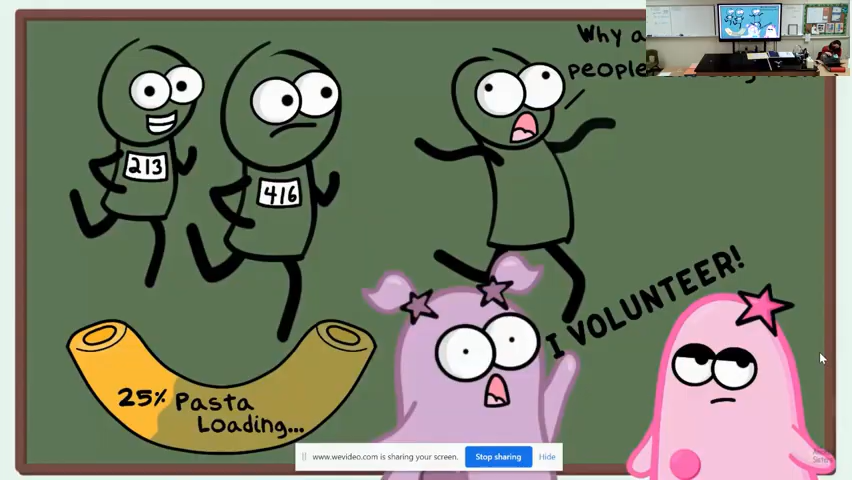 Why a
people
213
416
I VOLUNTEER!
25% Pasta
Loading...
www.wevideo.com is sharing your screen.
Stop sharing
Hide